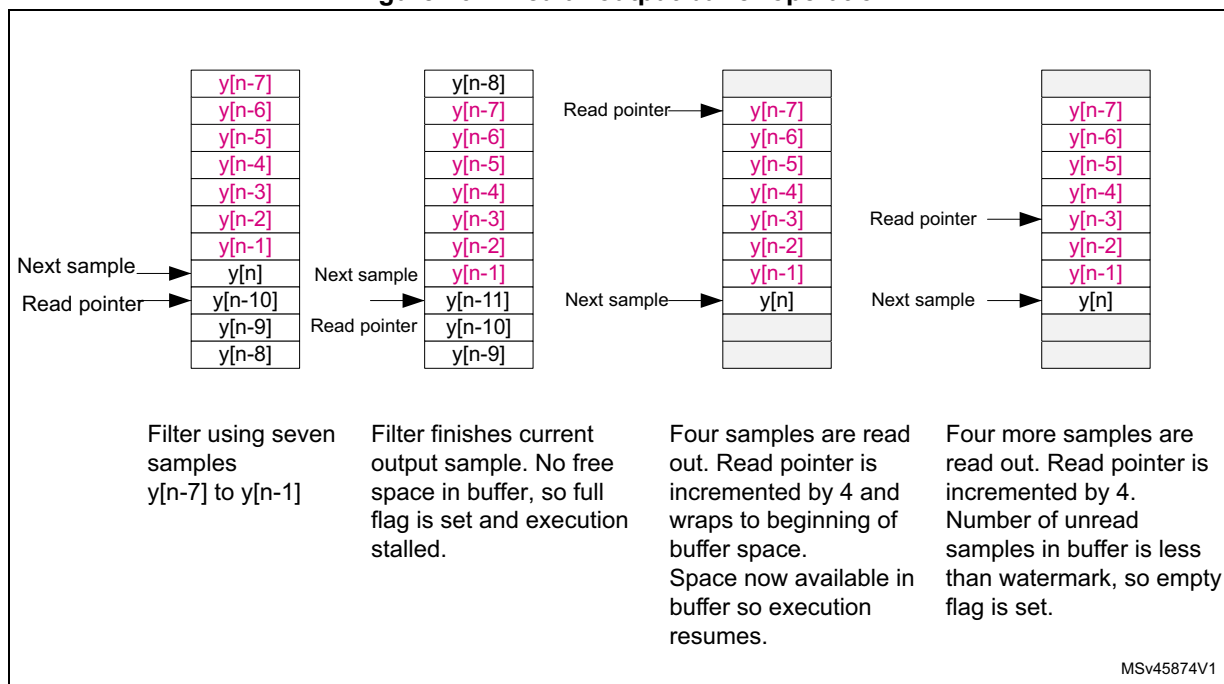 y[n-7]
y[n-6]
y[n-5]
y[n-4]
y[n-3]
y[n-2]
y[n-1]
Next sample
y[n]
Read pointer
y[n-10]
y[n-9]
y[n-8]
Filter using seven
samples
y[n-7] to y[n-1]
y[n-8]
y[n-7]
y[n-6]
y[n-5]
y[n-4]
y[n-3]
y[n-2]
Next sample
y[n-1]
y[n-11]
Read pointer
y[n-10]
y[n-9]
Filter finishes current
output sample. No free
space in buffer, so full
flag is set and execution
stalled.
Read pointer
y[n-7]
y[n-6]
y[n-5]
y[n-4]
y[n-3]
y[n-2]
y[n-1]
Next sample
y[n]
Four samples are read
out. Read pointer is
incremented by 4 and
wraps to beginning of
buffer space.
Space now available in
buffer so execution
resumes.
y[n-7]
y[n-6]
y[n-5]
y[n-4]
Read pointer
y[n-3]
y[n-2]
y[n-1]
Next sample
y[n]
Four more samples are
read out. Read pointer is
incremented by 4.
Number of unread
samples in buffer is less
than watermark, so empty
flag is set.
MSv45874V1